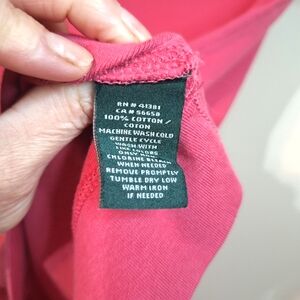 RN # 41381
CA # 56658
100% COTTON /
COTON
MACHINE WASH COLD
GENTLE CYCLE
WASH WITH
LIKE COLORS
ONLY NON
CHLORINE BLEACH
WHEN NEEDED
REMOVE PROMPTLY
TUMBLE DRY LOW
WARM IRON
IF NEEDED